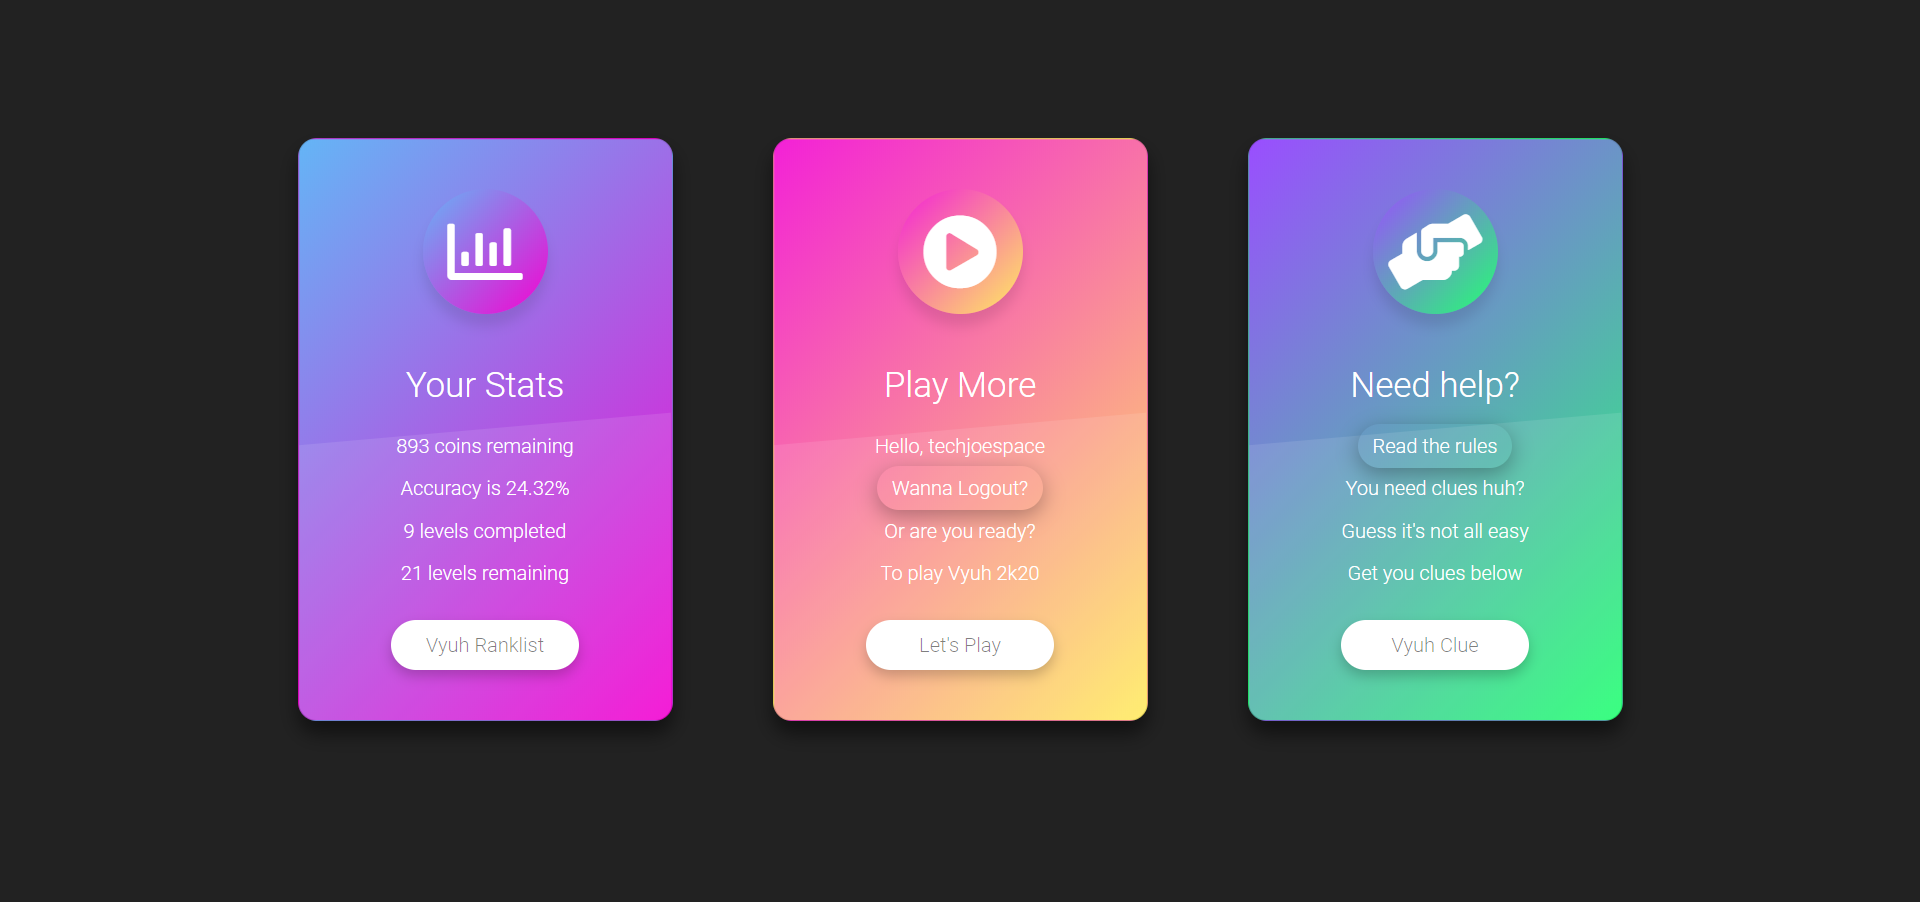 Your Stats
893 coins remaining
Accuracy is 24.32%
9 levels completed
21 levels remaining
Vyuh Ranklist
Play More
Hello, techjoespace
Wanna Logout?
Or are you ready?
To play Vyuh 2k20
Let's Play
Need help?
Read the rules
You need clues huh?
Guess it's not all easy
Get you clues below
Vyuh Clue